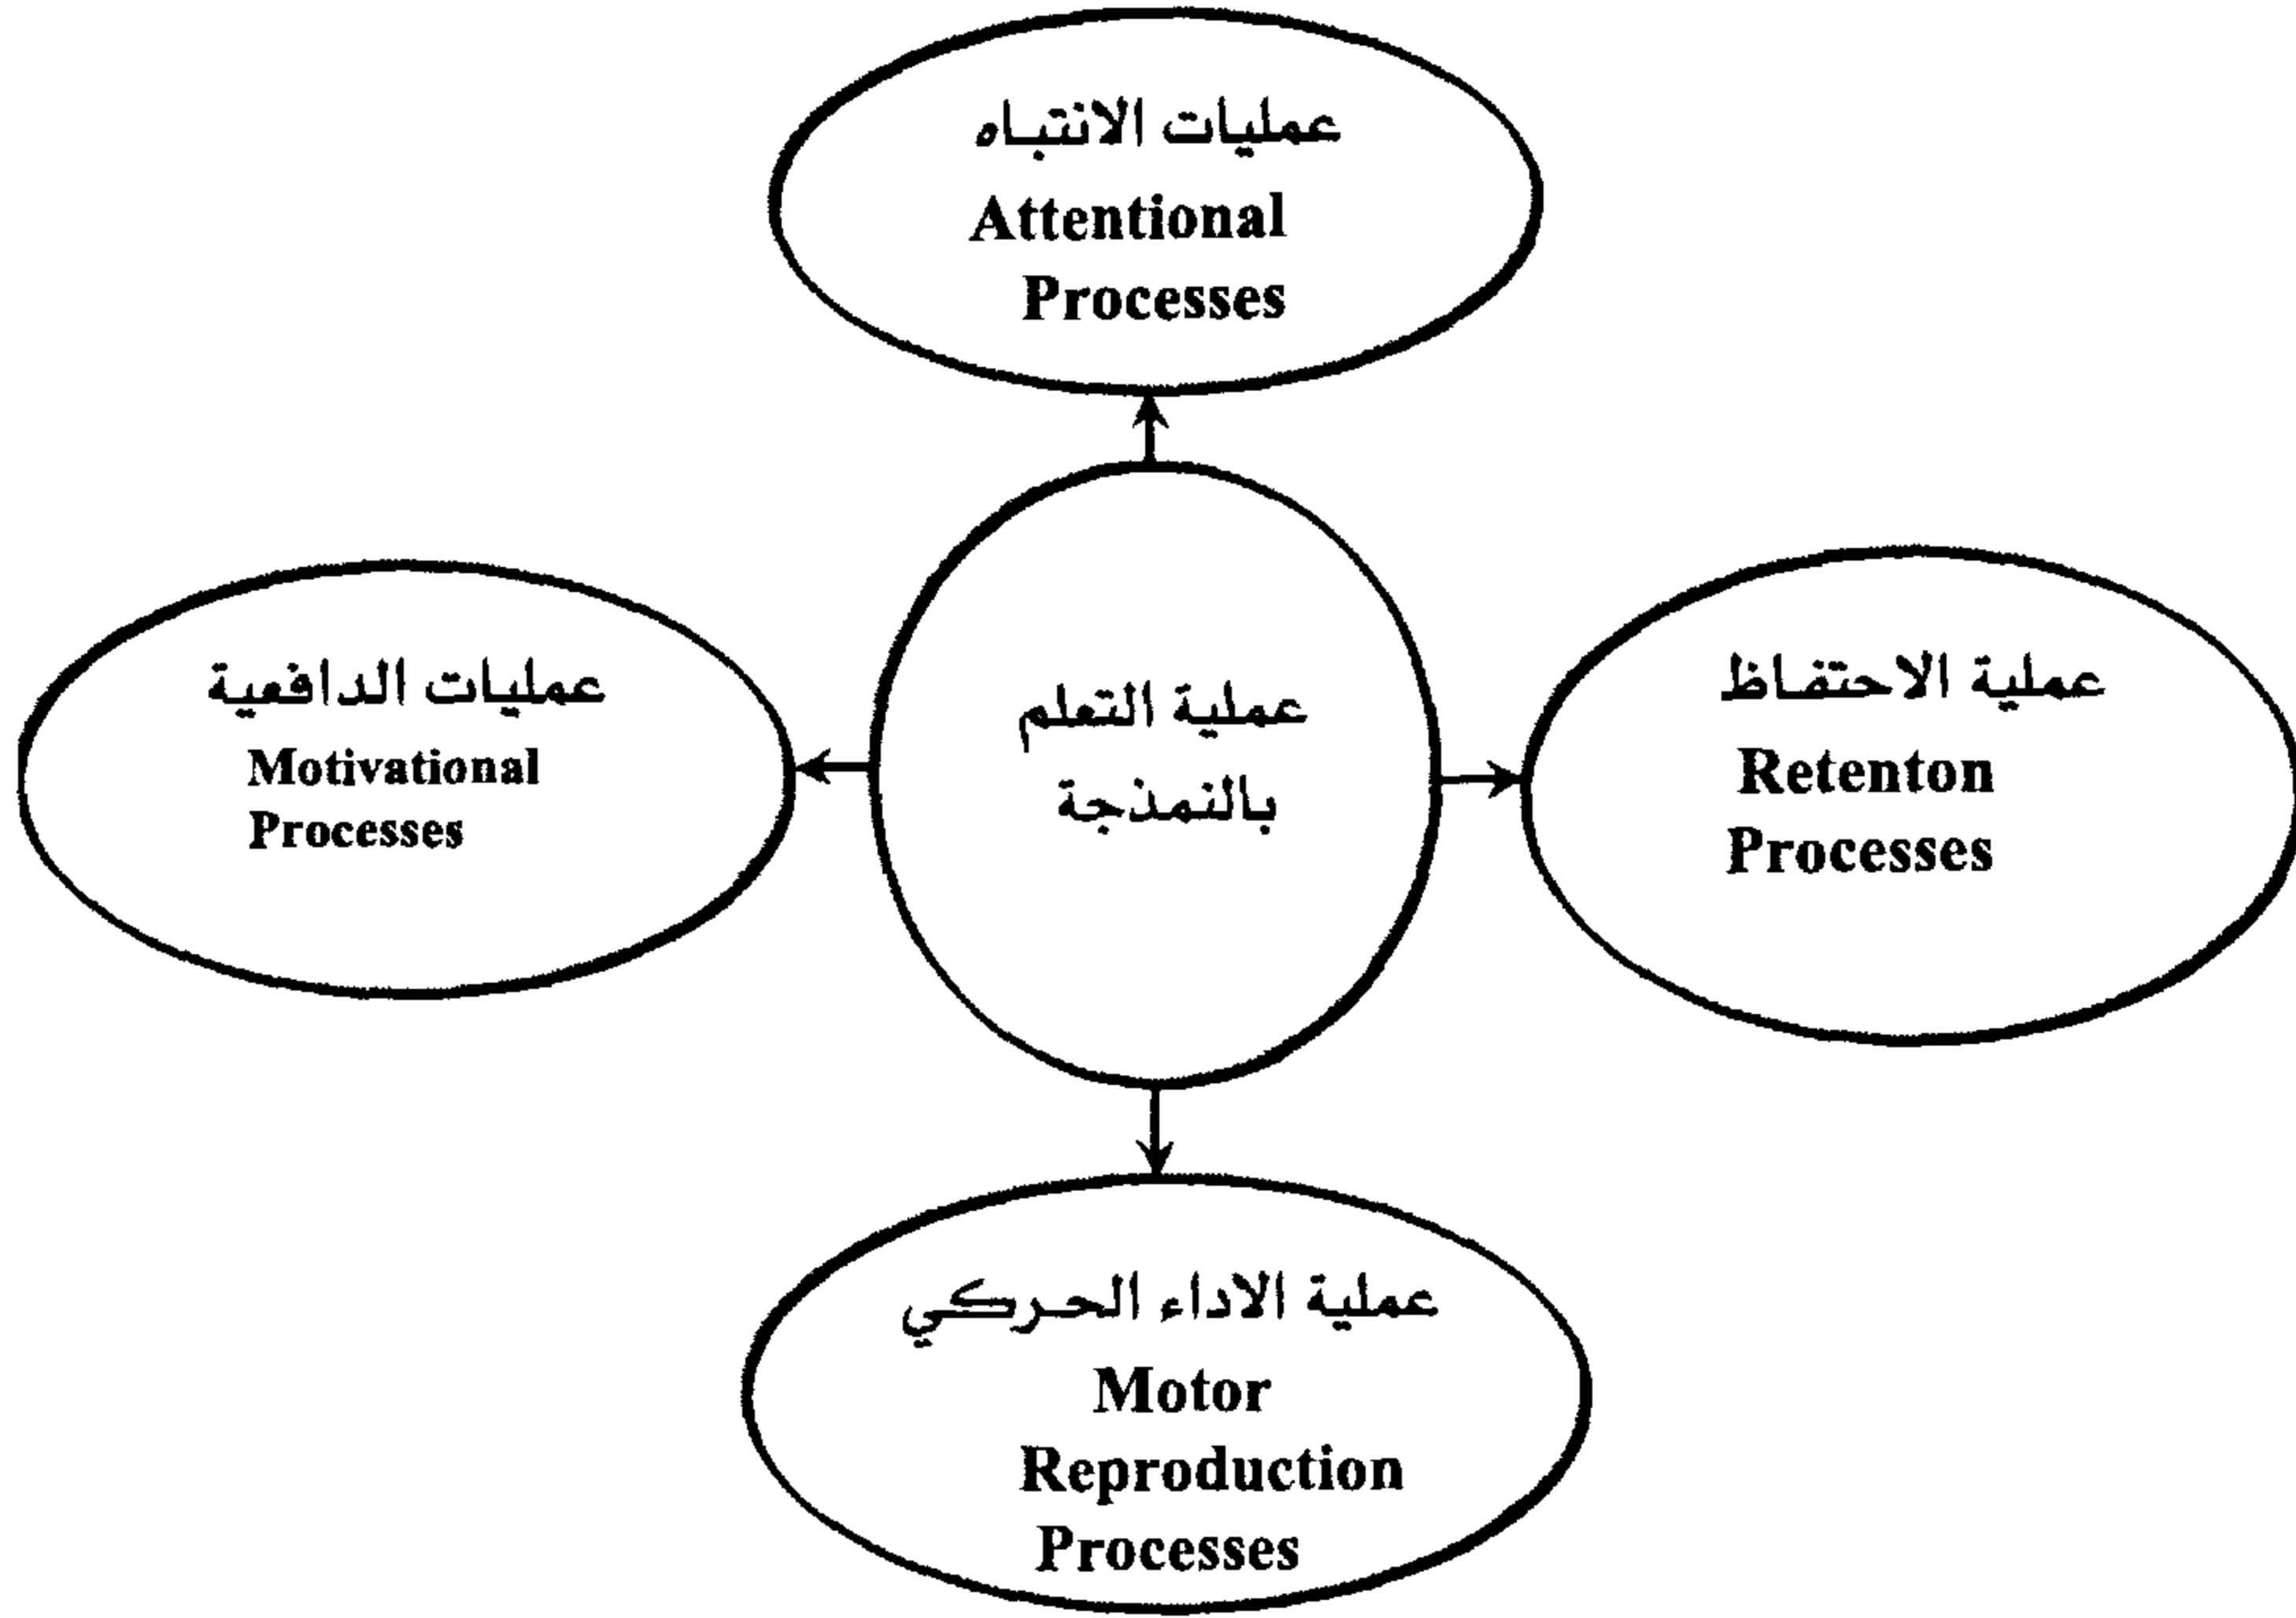 عمليات الانتباه
Attentional
Processes
عمليات الدافعية
Motivational
Processes
عملية التعلم
بالنمذجة
عملية الاحتفاظ
Retenton
Processes
عملية الاداء الحركي
Motor
Reproduction
Processes